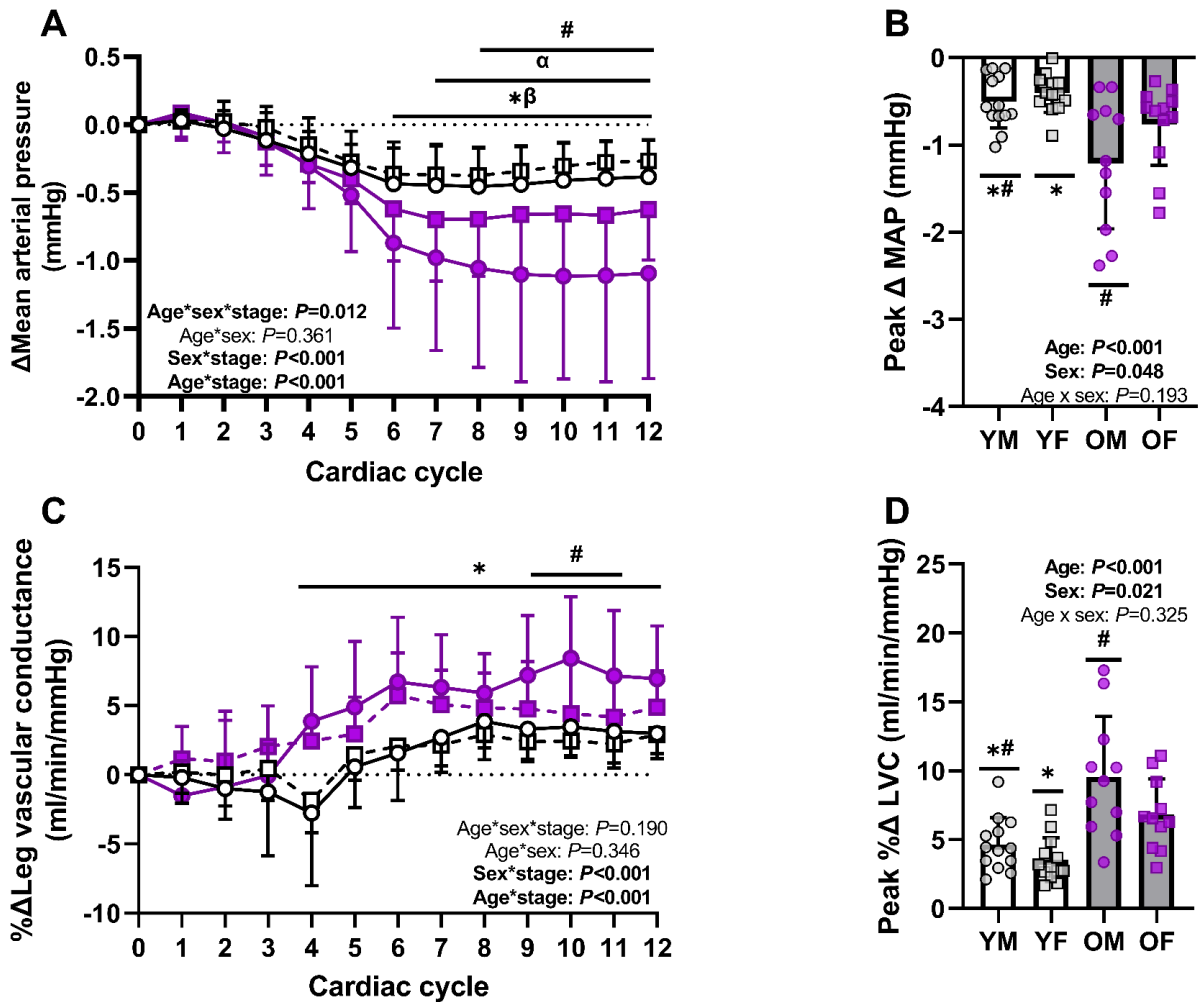 A
#
α
*β
ΔMean arterial pressure
(mmHg)
0.5
0.0
-0.5
-1.0
-1.5
-2.0
Age*sex*stage: P=0.012
Age*sex: P=0.361
Sex*stage: P<0.001
Age*stage: P<0.001
0 1 2 3 4 5 6 7 8 9 10 11 12
Cardiac cycle
B
Peak Δ MAP (mmHg)
0
-1
-2
-3
-4
*#
*
#
Age: P<0.001
Sex: P=0.048
Age x sex: P=0.193
YM YF OM OF
C
*
#
%ΔLeg vascular conductance
(ml/min/mmHg)
15
10
5
0
-5
-10
Age*sex*stage: P=0.190
Age*sex: P=0.346
Sex*stage: P<0.001
Age*stage: P<0.001
0 1 2 3 4 5 6 7 8 9 10 11 12
Cardiac cycle
D
Peak %Δ LVC (ml/min/mmHg)
25
20
15
10
5
0
Age: P<0.001
Sex: P=0.021
Age x sex: P=0.325
#
*#
*
YM YF OM OF